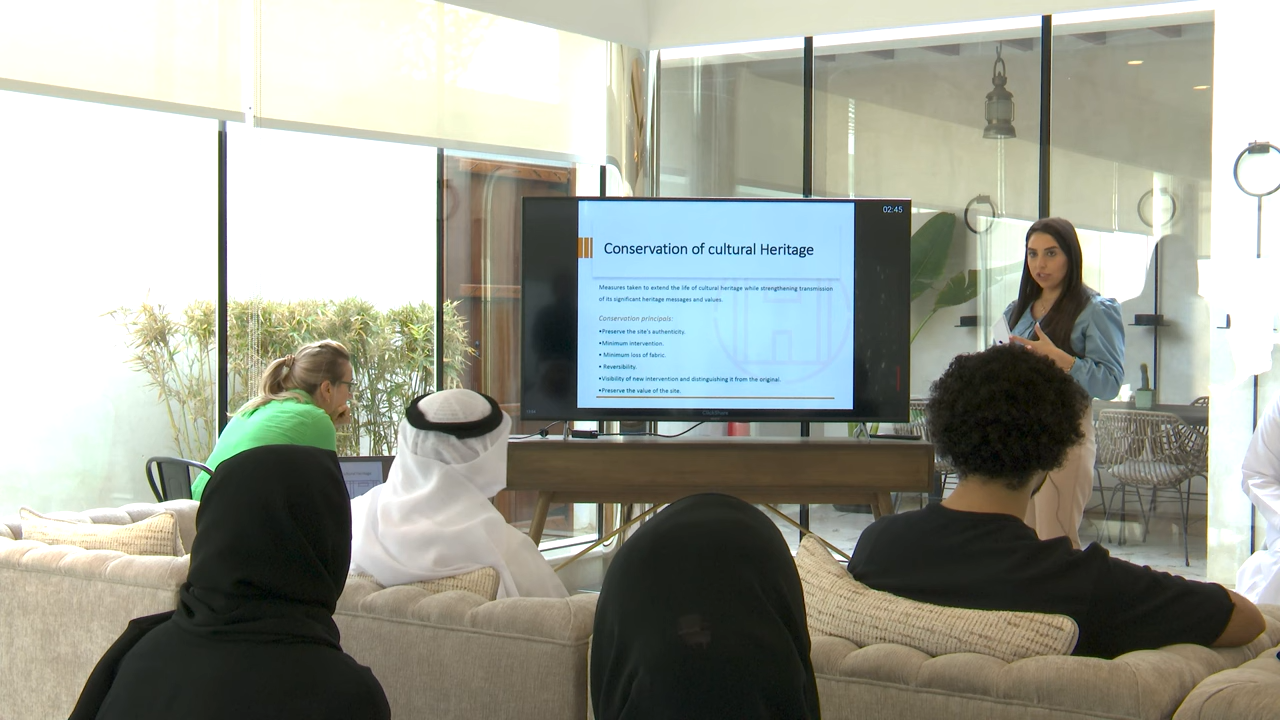 02:45
Conservation of cultural Heritage
Measures taken to extend the life of cultural heritage while strengthening transmission
of its significant heritage messages and values.
Conservation principals:
•Preserve the site's authenticity.
•Minimum intervention.
• Minimum loss of fabric.
• Reversibility.
•Visibility of new intervention and distinguishing it from the original.
•Preserve the value of the site.
ClickShare